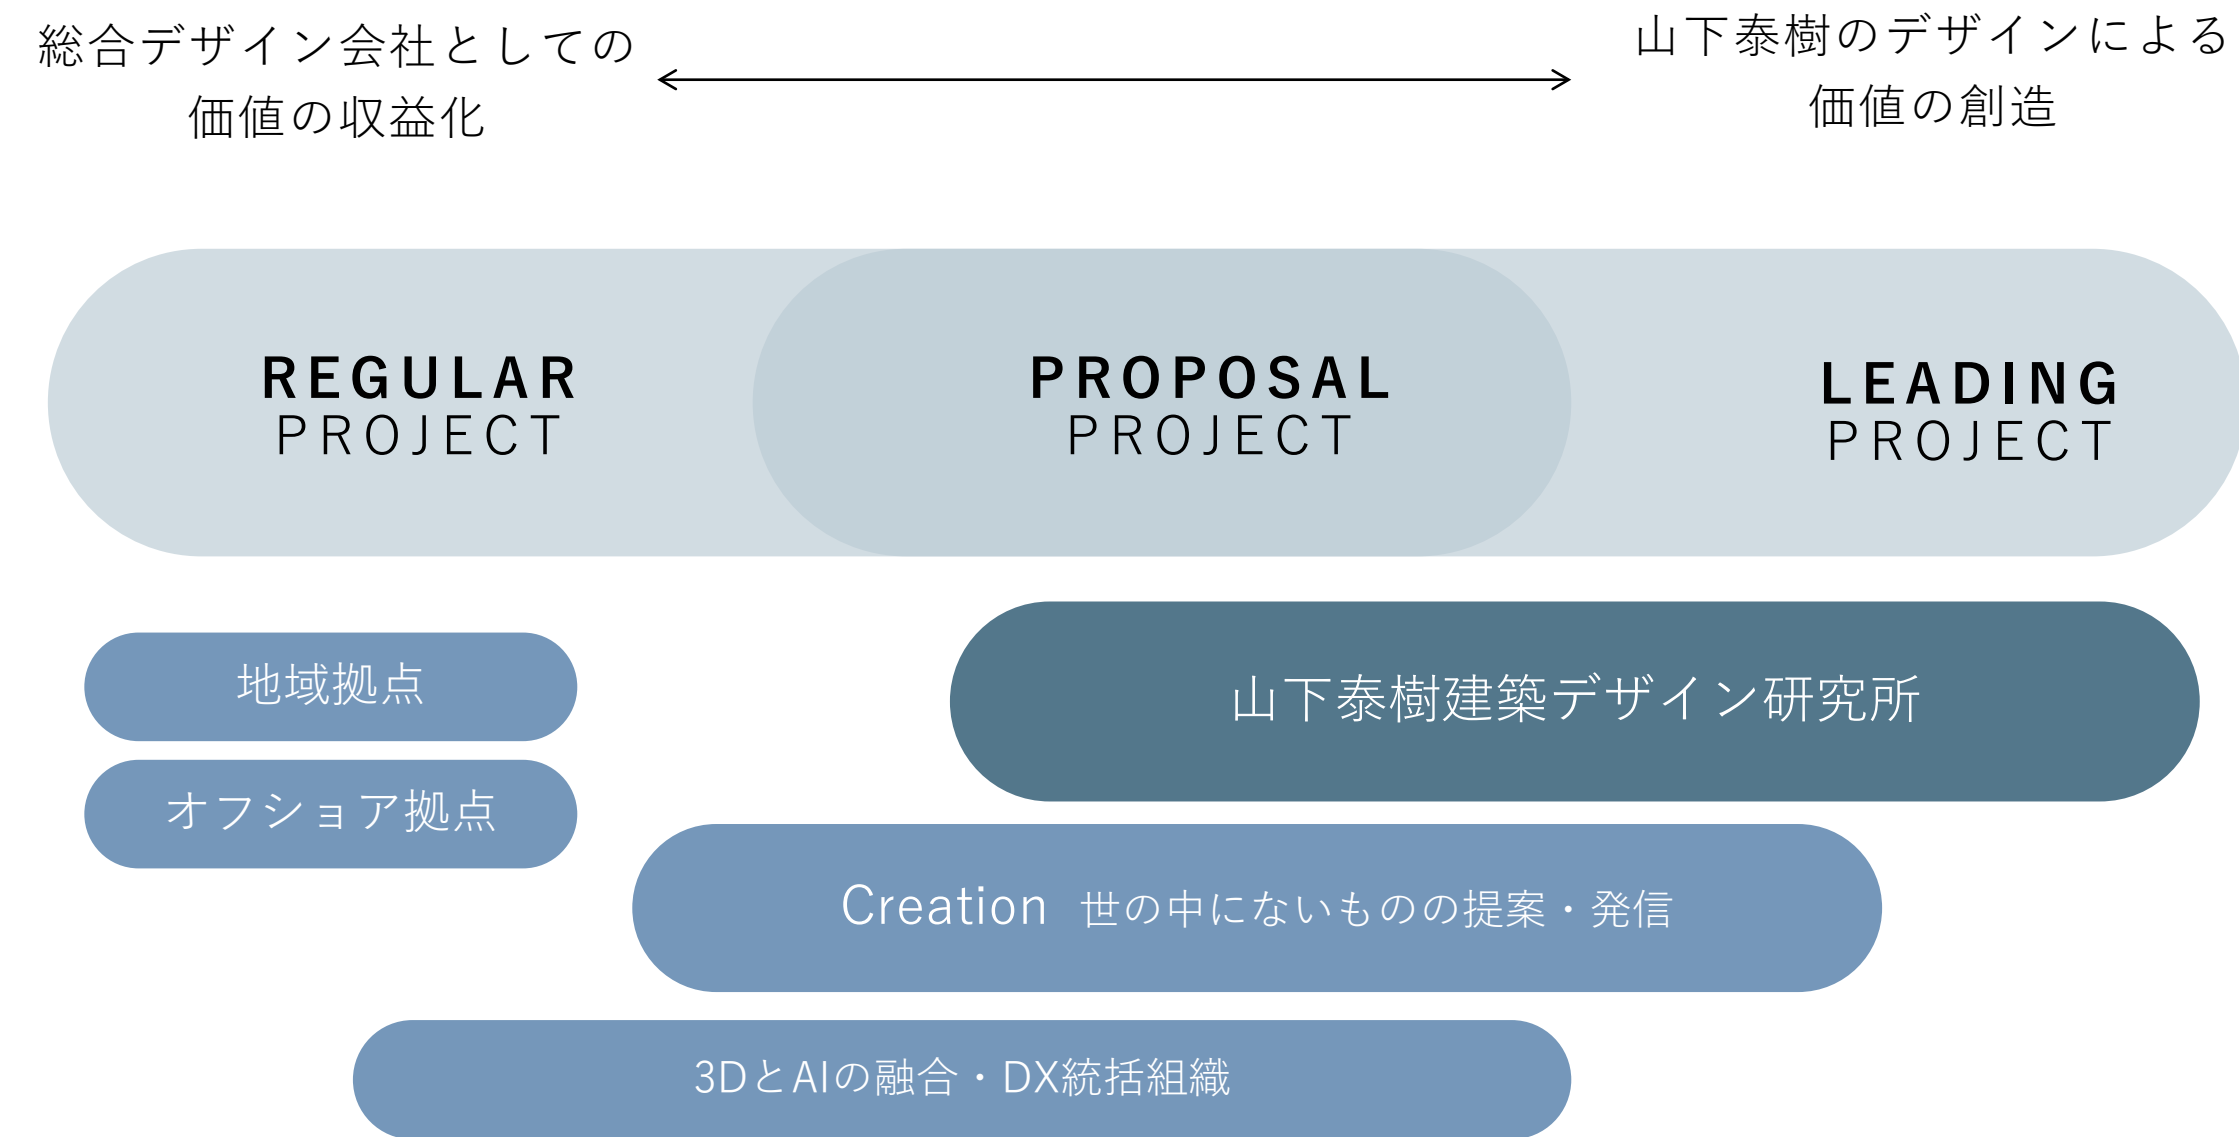 総合デザイン会社としての
価値の収益化
山下泰樹のデザインによる
価値の創造
REGULAR
PROJECT
PROPOSAL
PROJECT
LEADING
PROJECT
地域拠点
オフショア拠点
山下泰樹建築デザイン研究所
Creation 世の中にないものの提案・発信
3DとAIの融合・DX統括組織